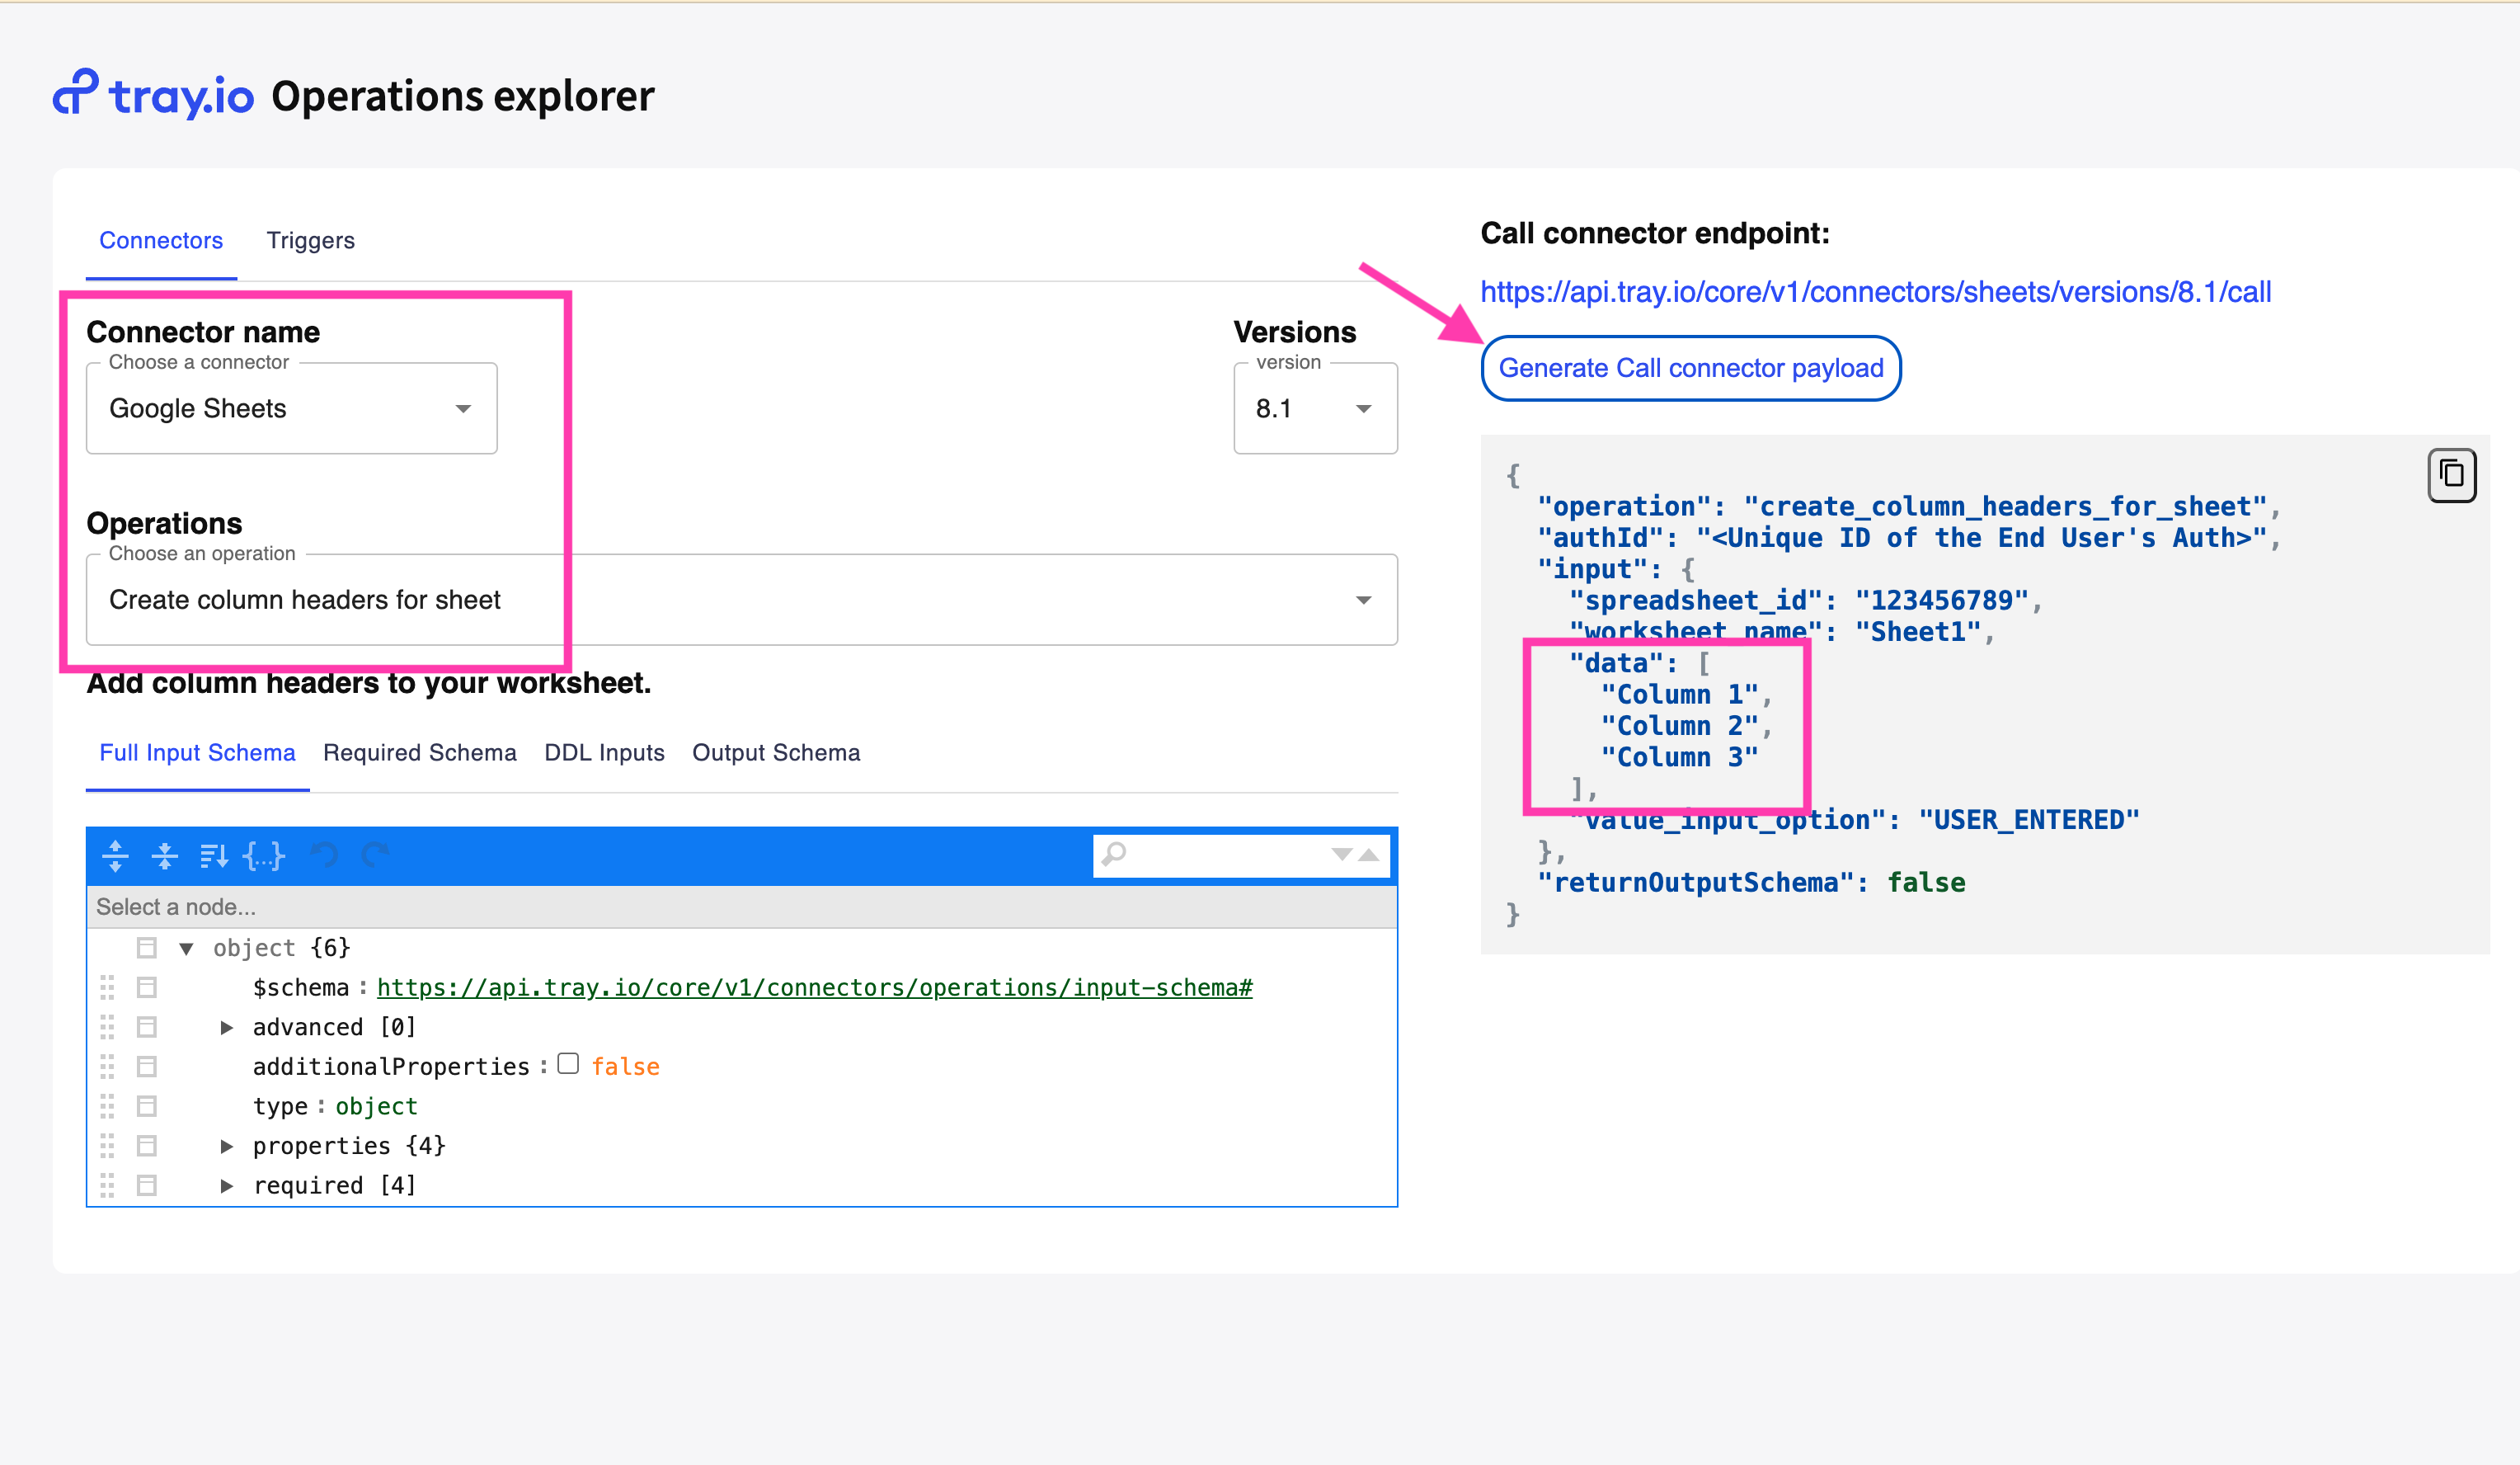 tray.io Operations explorer
Connectors Triggers
Connector name
Choose a connector
Google Sheets
Versions
version
8.1
Operations
Choose an operation
Create column headers for sheet
Add column headers to your worksheet.
Full Input Schema Required Schema DDL Inputs Output Schema
{...}
Select a node...
object {6}
$schema : https://api.tray.io/core/v1/connectors/operations/input-schema#
advanced [0]
additionalProperties : false
type : object
properties {4}
required [4]
Call connector endpoint:
https://api.tray.io/core/v1/connectors/sheets/versions/8.1/call
Generate Call connector payload
{
"operation": "create_column_headers_for_sheet",
"authId": "<Unique ID of the End User's Auth>",
"input": {
"spreadsheet_id": "123456789",
"worksheet_name": "Sheet1",
"data": [
"Column 1",
"Column 2",
"Column 3"
],
"value_input_option": "USER_ENTERED"
},
"returnOutputSchema": false
}